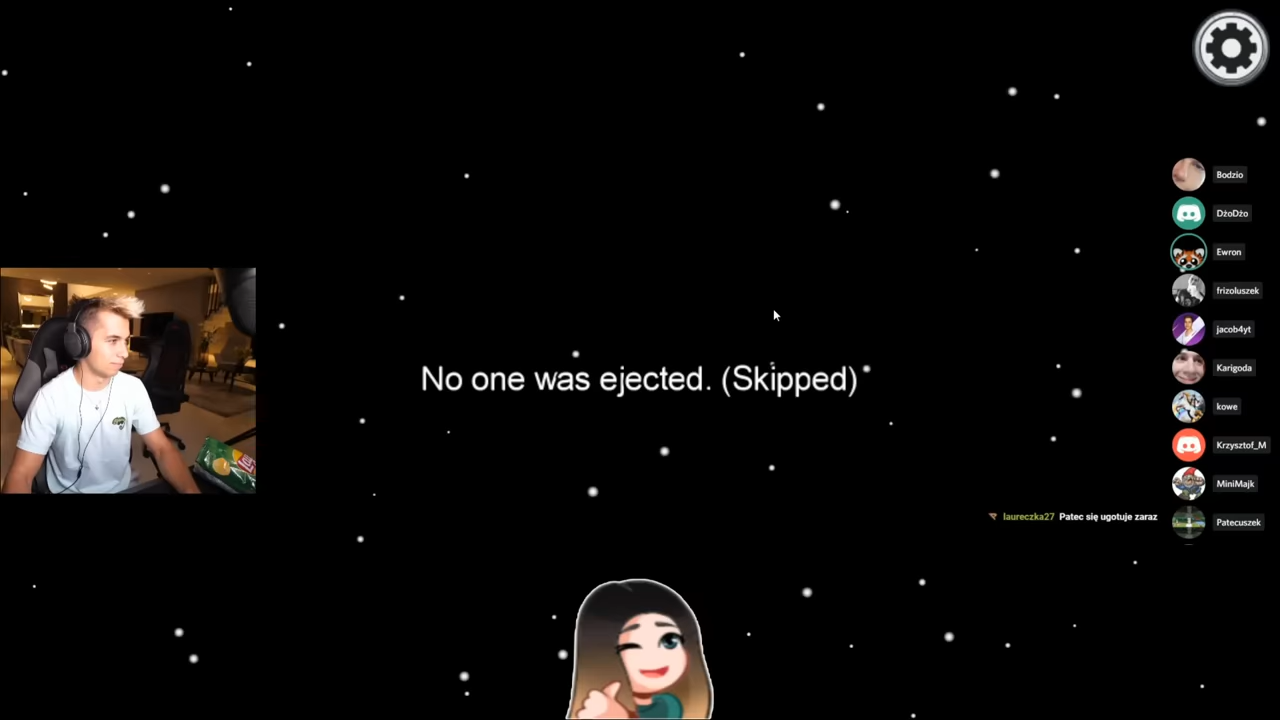 Bodzio
DżoDżo
Ewron
frizoluszek
jacob4yt
Karigoda
No one was ejected. (Skipped)
kowe
Krzysztof_M
MiniMajk
laureczka27 Patec się ugotuje zaraz
Patecuszek